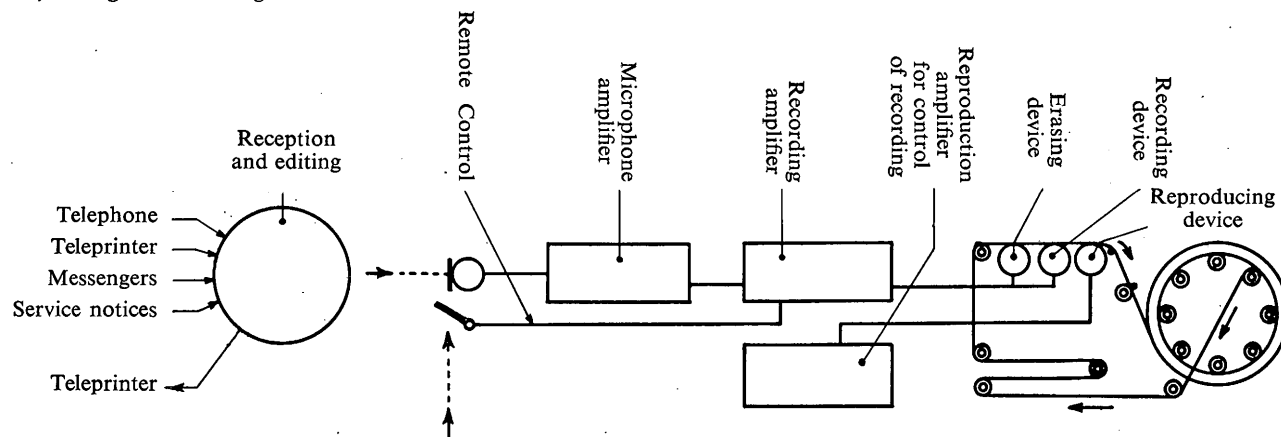 Reception
and editing
Telephone
Teleprinter
Messengers
Service notices
Teleprinter
Remote Control
Microphone
amplifier
Recording
amplifier
Reproduction
amplifier
for control
of recording
Erasing
device
Recording
device
Reproducing
device